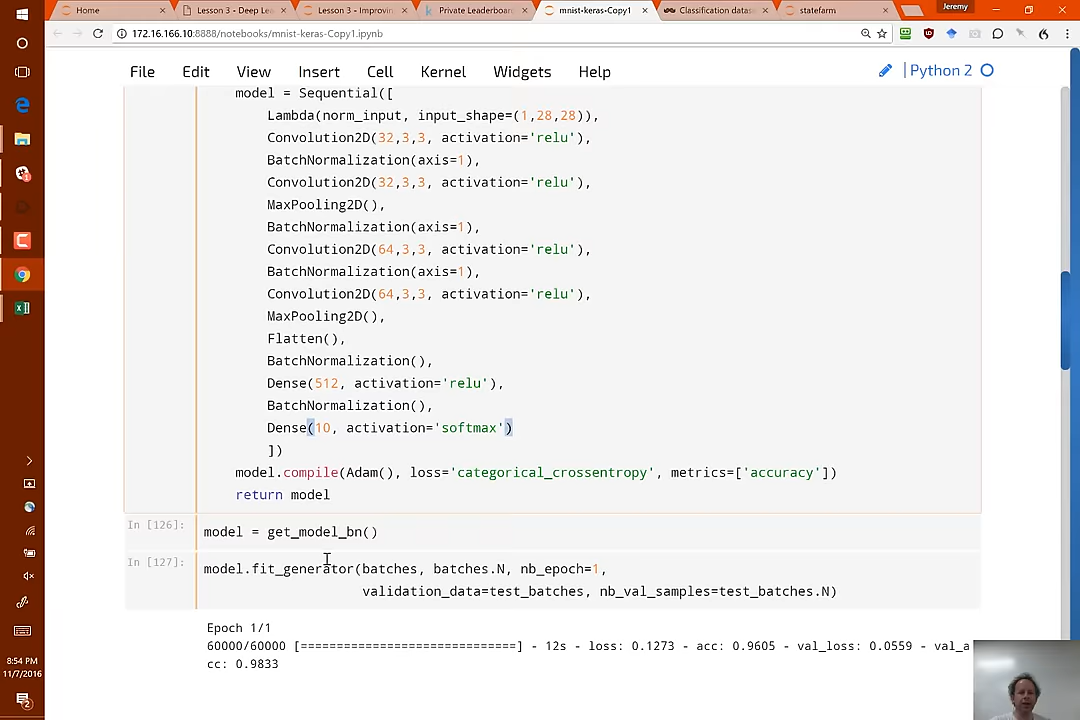 Home
Lesson 3 - Deep Lea
Lesson 3 - Improvin
Private Leaderboar
mnist-keras-Copy1
Classification datase
statefarm
Jeremy
172.16.166.10:8888/notebooks/mnist-keras-Copy1.ipynb
File Edit View Insert Cell Kernel Widgets Help
Python 2
model = Sequential([
Lambda(norm_input, input_shape=(1,28,28)),
Convolution2D(32,3,3, activation='relu'),
BatchNormalization(axis=1),
Convolution2D(32,3,3, activation='relu'),
MaxPooling2D(),
BatchNormalization(axis=1),
Convolution2D(64,3,3, activation='relu'),
BatchNormalization(axis=1),
Convolution2D(64,3,3, activation='relu'),
MaxPooling2D(),
Flatten(),
BatchNormalization(),
Dense(512, activation='relu'),
BatchNormalization(),
Dense(10, activation='softmax')
])
model.compile(Adam(), loss='categorical_crossentropy', metrics=['accuracy'])
return model
In [126]: model = get_model_bn()
In [127]: model.fit_generator(batches, batches.N, nb_epoch=1,
validation_data=test_batches, nb_val_samples=test_batches.N)
Epoch 1/1
60000/60000 [==============================] - 12s - loss: 0.1273 - acc: 0.9605 - val_loss: 0.0559 - val_a
cc: 0.9833
8:54 PM
11/7/2016